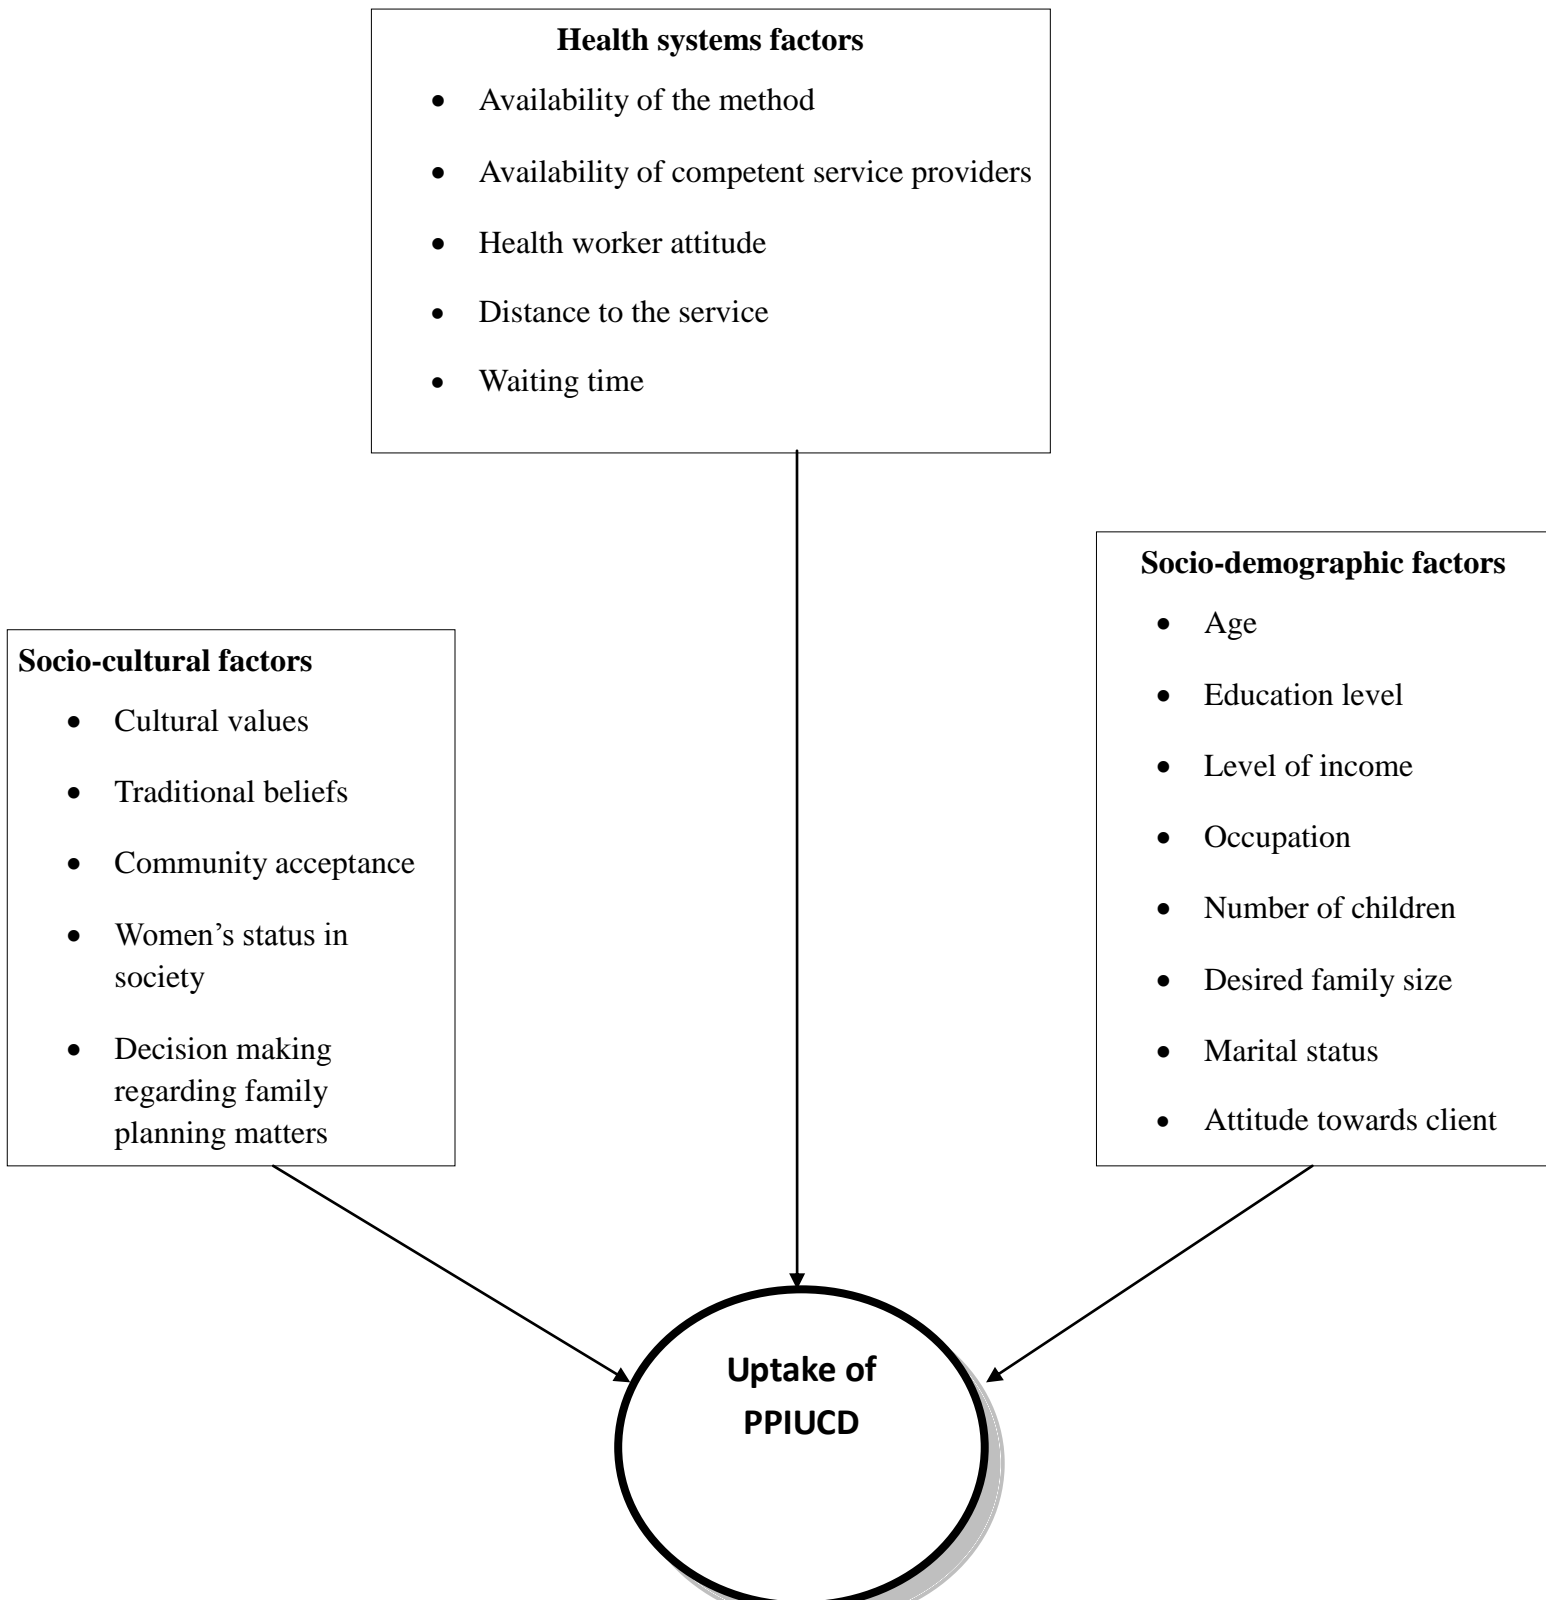 Health systems factors
• Availability of the method
• Availability of competent service providers
• Health worker attitude
• Distance to the service
• Waiting time
Socio-cultural factors
• Cultural values
• Traditional beliefs
• Community acceptance
• Women’s status in
society
• Decision making
regarding family
planning matters
Socio-demographic factors
• Age
• Education level
• Level of income
• Occupation
• Number of children
• Desired family size
• Marital status
• Attitude towards client
Uptake of
PPIUCD